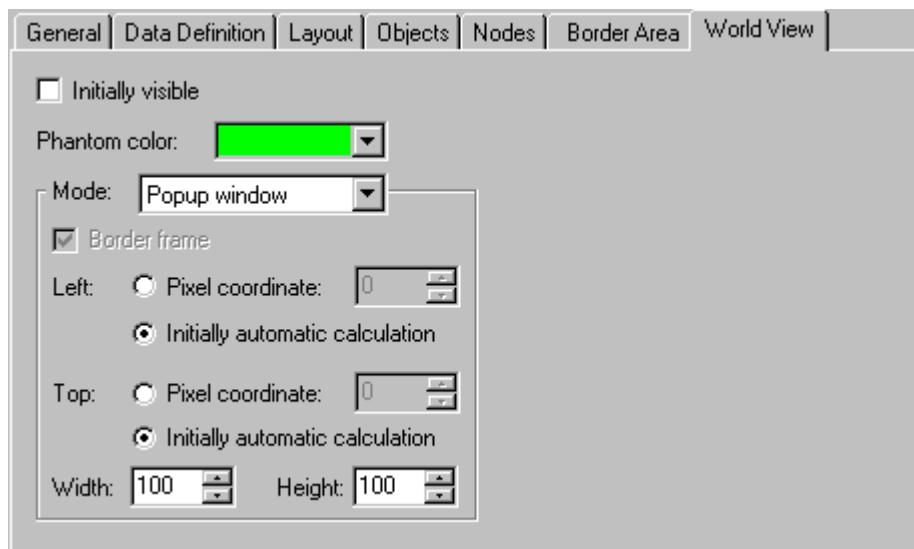 General Data Definition Layout Objects Nodes Border Area World View
Initially visible
Phantom color:
Mode: Popup window
Border frame
Left: Pixel coordinate: 0
Initially automatic calculation
Top: Pixel coordinate: 0
Initially automatic calculation
Width: 100 Height: 100